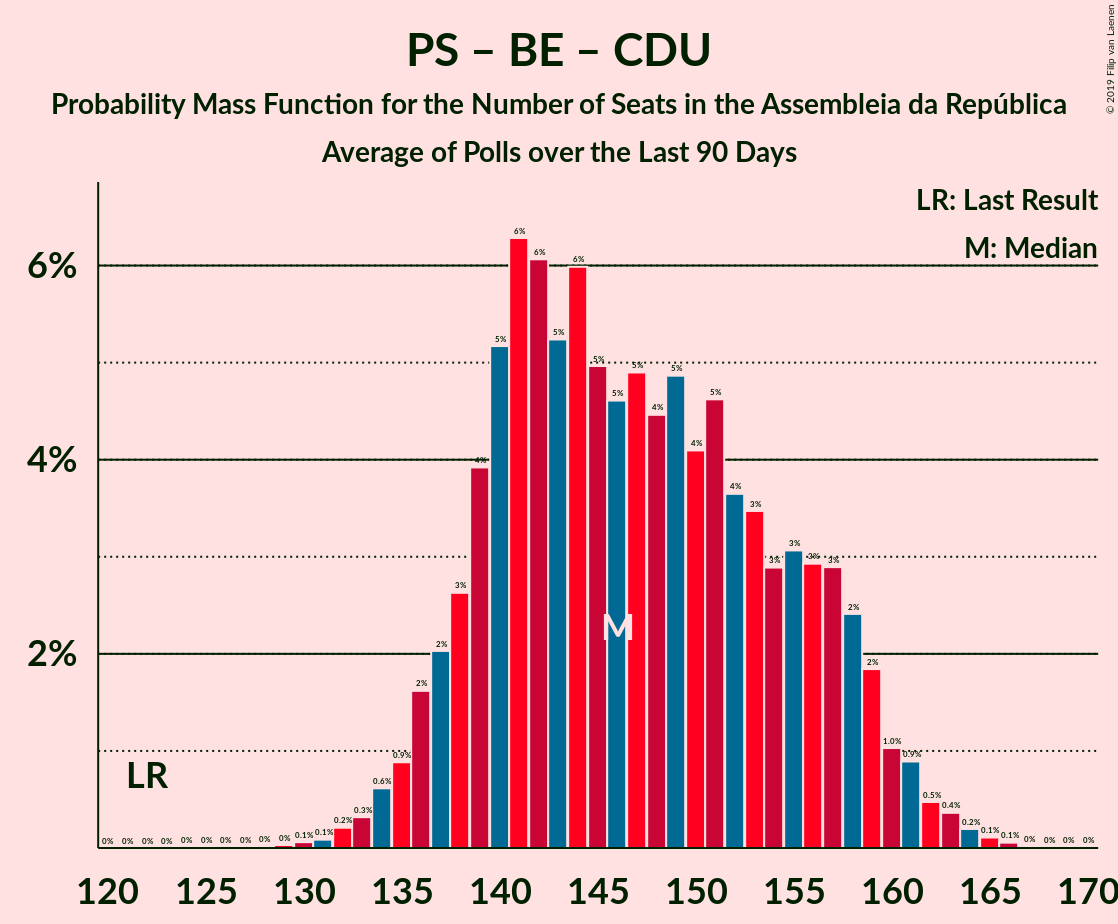 PS – BE – CDU
Probability Mass Function for the Number of Seats in the Assembleia da República
Average of Polls over the Last 90 Days
© 2019 Filip van Laenen
LR: Last Result
M: Median
6%
4%
2%
LR
M
0% 0% 0% 0% 0% 0% 0% 0% 0% 0% 0.1% 0.1% 0.2% 0.3% 0.6% 0.9% 2% 2% 3% 4% 5% 6% 6% 5% 6% 5% 5% 5% 4% 5% 4% 5% 4% 3% 3% 3% 3% 3% 2% 2% 1.0% 0.9% 0.5% 0.4% 0.2% 0.1% 0.1% 0% 0% 0% 0%
120 125 130 135 140 145 150 155 160 165 170